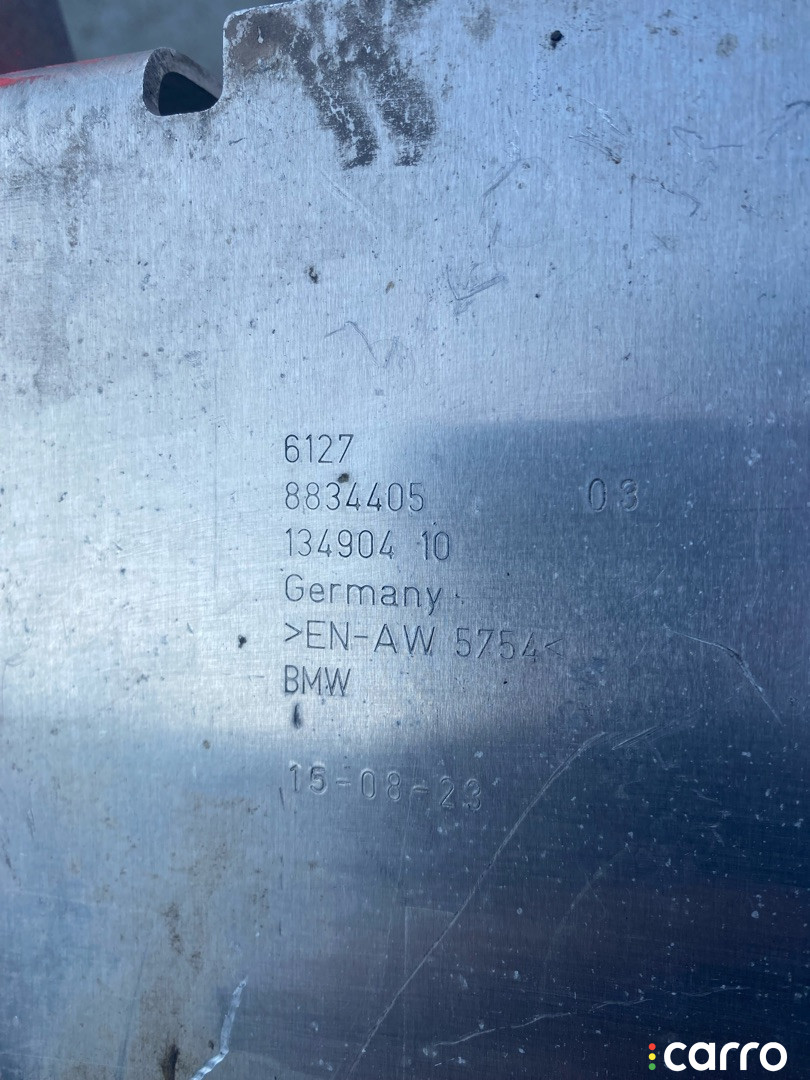 6127
8834405 03
134904 10
Germany
>EN-AW 5754<
BMW
15-08-23
carro